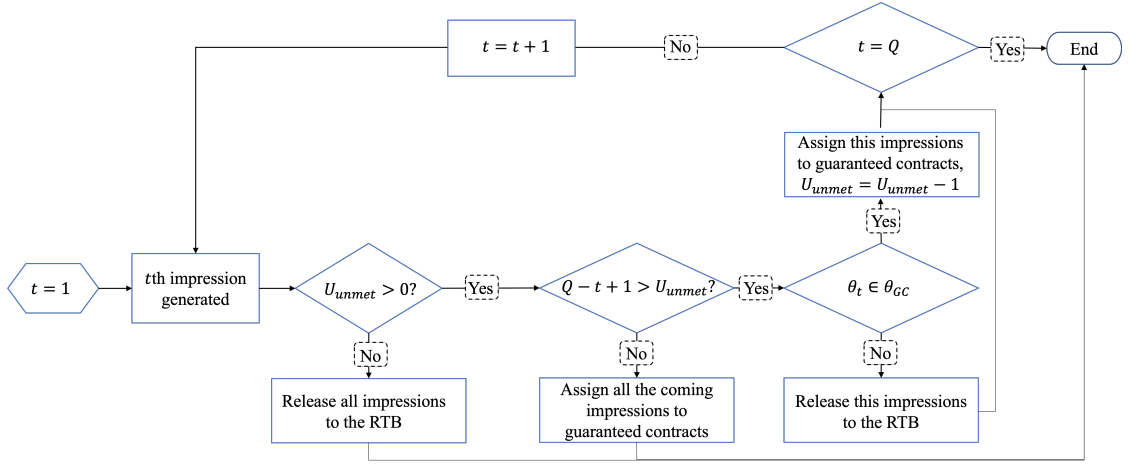 t = t + 1
No
t = Q
Yes
End
Assign this impressions
to guaranteed contracts,
U_unmet = U_unmet − 1
Yes
t = 1
tth impression
generated
U_unmet > 0?
Yes
Q − t + 1 > U_unmet?
Yes
θ_t ∈ θ_GC
No
No
No
Release all impressions
to the RTB
Assign all the coming
impressions to
guaranteed contracts
Release this impressions
to the RTB